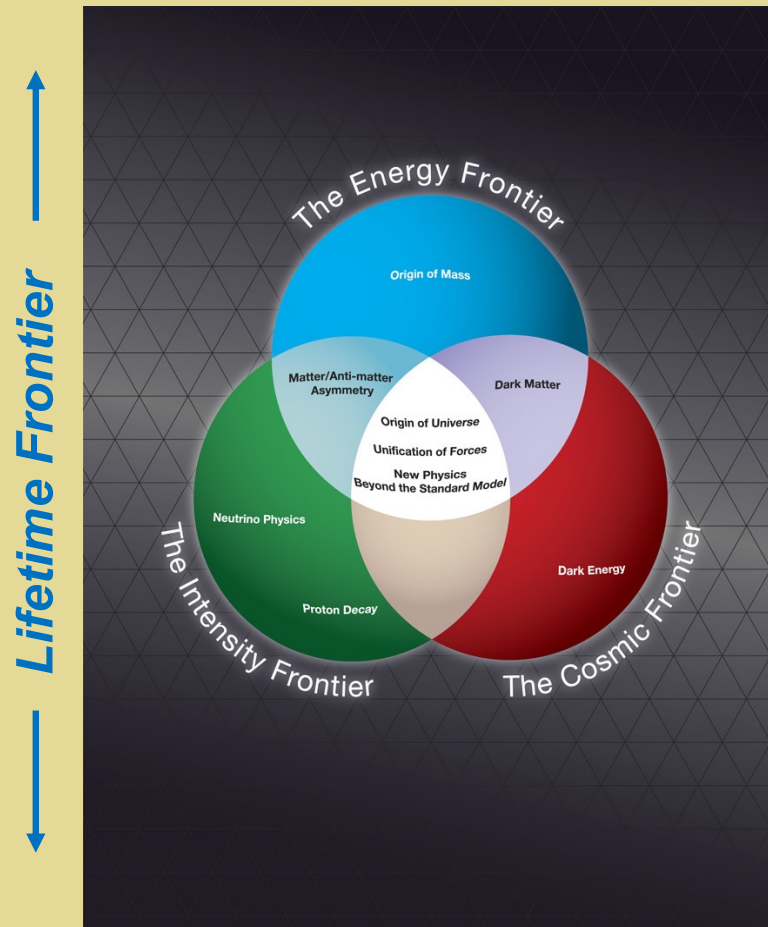 Lifetime Frontier
The Energy Frontier
Origin of Mass
Matter/Anti-matter
Asymmetry
Dark Matter
Origin of Universe
Unification of Forces
New Physics
Beyond the Standard Model
Neutrino Physics
Dark Energy
Proton Decay
The Intensity Frontier
The Cosmic Frontier